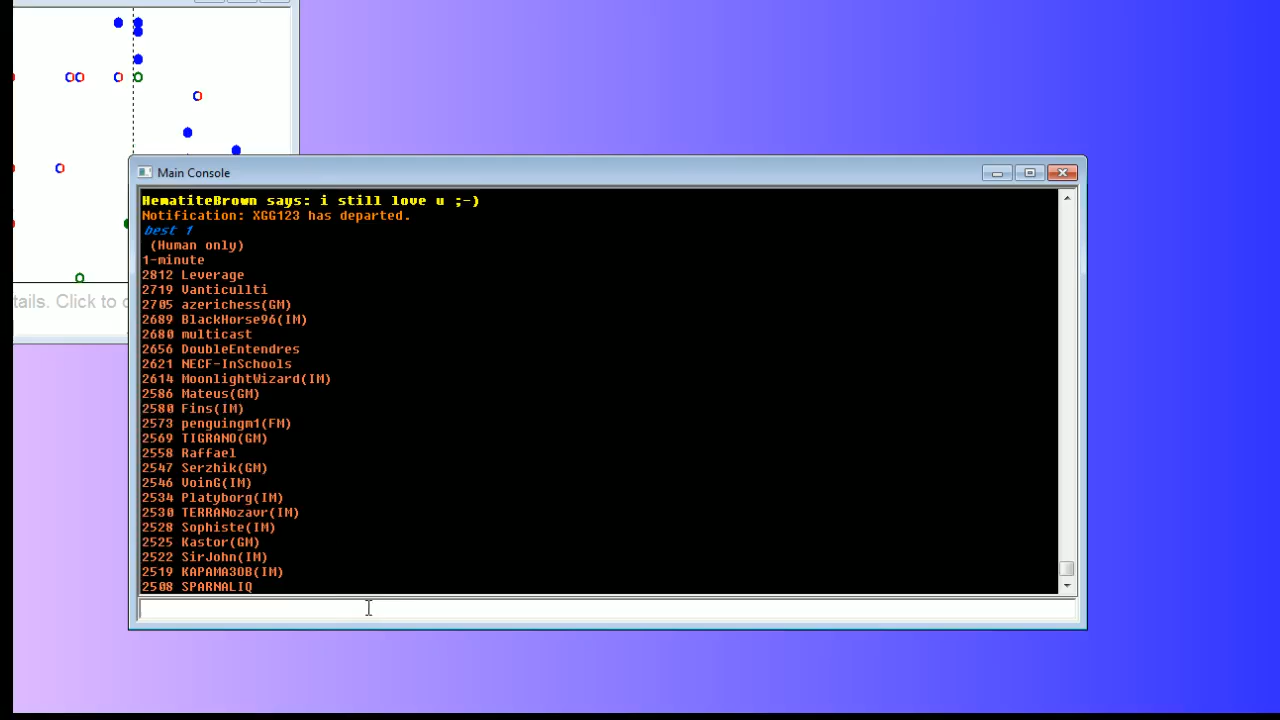 Main Console
HematiteBrown says: i still love u ;-)
Notification: XGG123 has departed.
best 1
(Human only)
1-minute
2812 Leverage
2719 Vanticullti
2705 azerichess(GM)
2689 BlackHorse96(IM)
2680 multicast
2656 DoubleEntendres
2621 NECF-InSchools
2614 MoonlightWizard(IM)
2586 Mateus(GM)
2580 Fins(IM)
2573 penguingm1(FM)
2569 TIGRANO(GM)
2558 Raffael
2547 Serzhik(GM)
2546 VoinG(IM)
2534 Platyborg(IM)
2530 TERRANozavr(IM)
2528 Sophiste(IM)
2525 Kastor(GM)
2522 SirJohn(IM)
2519 KAPAMA3OB(IM)
2508 SPARNALIQ
tails. Click to